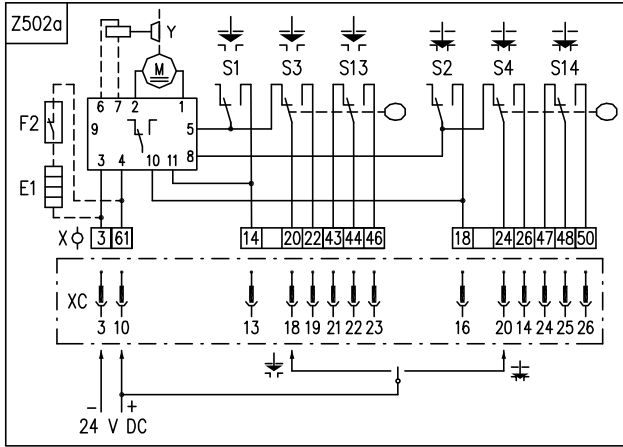 Z502a
Y
M
S1 S3 S13 S2 S4 S14
6 7 2 1
F2
9 5
8
3 4 10 11
E1
X 3 61 14 20 22 43 44 46 18 24 26 47 48 50
XC
3 10 13 18 19 21 22 23 16 20 14 24 25 26
− +
24 V DC